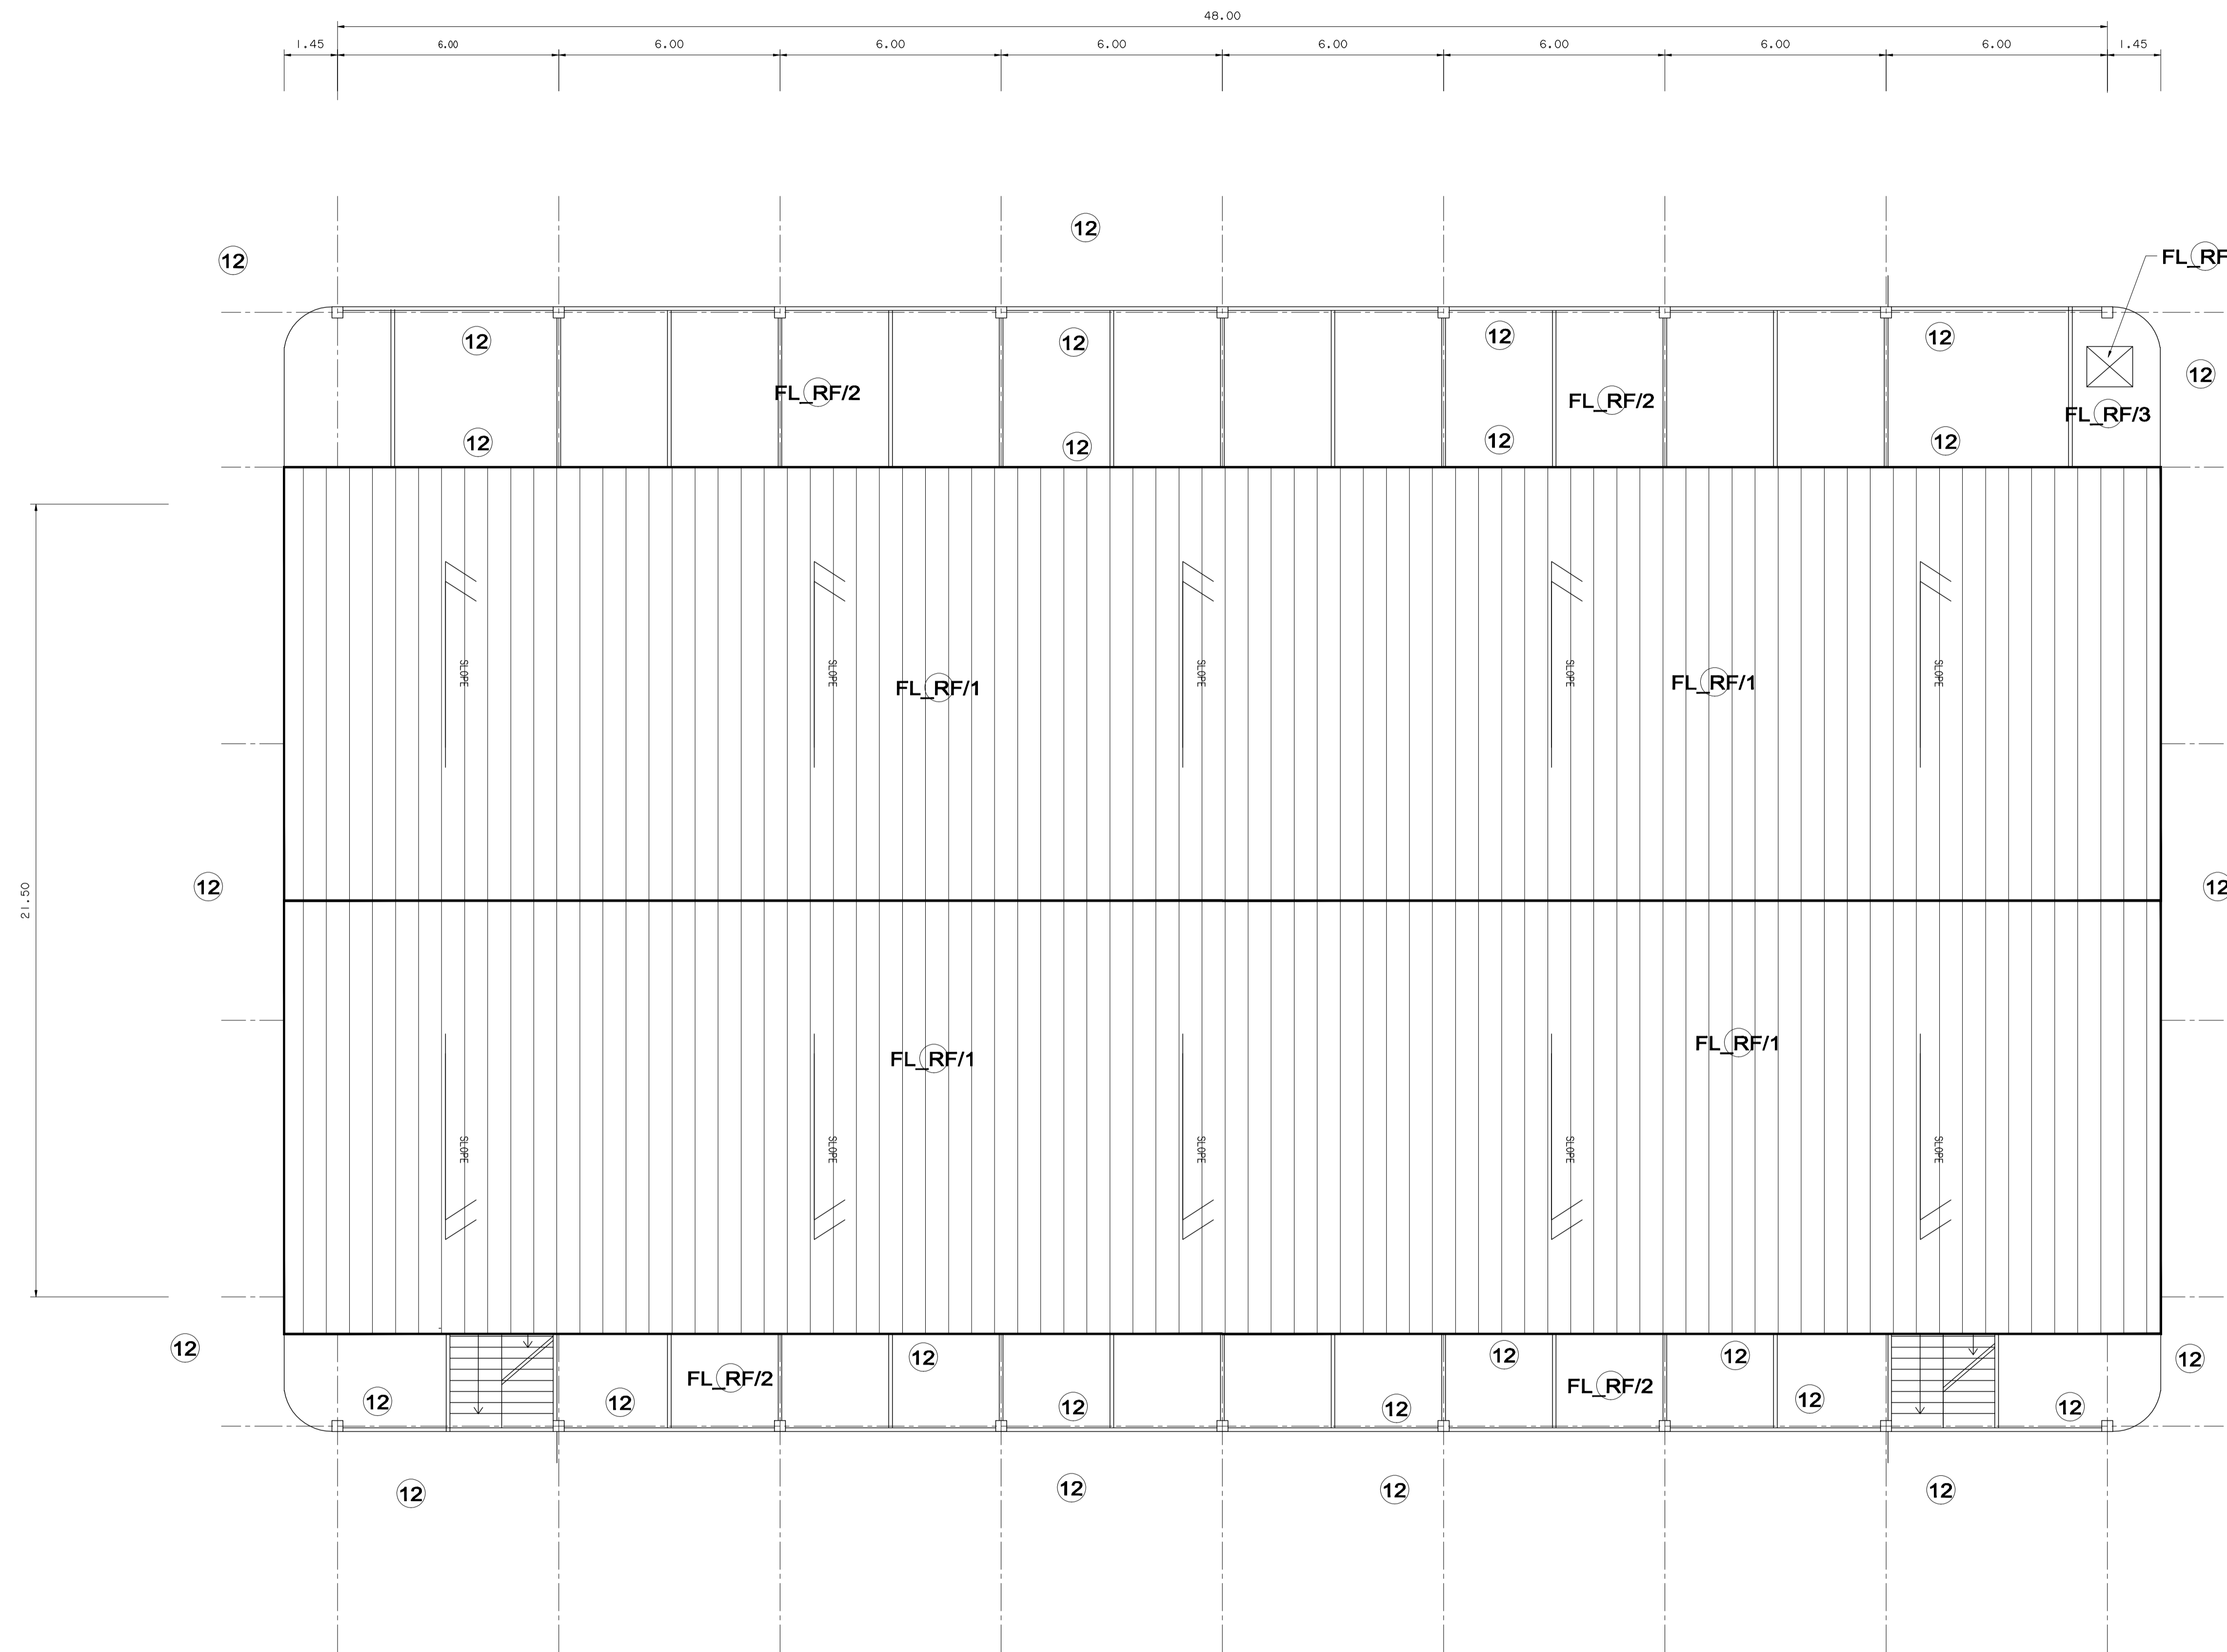 48.00
1.45 6.00 6.00 6.00 6.00 6.00 6.00 6.00 6.00 1.45
12
12
FL_RF
12 12 12 12
12
FL_RF/2 FL_RF/2
FL_RF/3
12 12 12 12
SLOPE SLOPE SLOPE SLOPE SLOPE
FL_RF/1 FL_RF/1
21.50
12 12
FL_RF/1 FL_RF/1
SLOPE SLOPE SLOPE SLOPE SLOPE
12 12 12 12 12
FL_RF/2 FL_RF/2
12 12 12 12 12 12
12 12 12 12